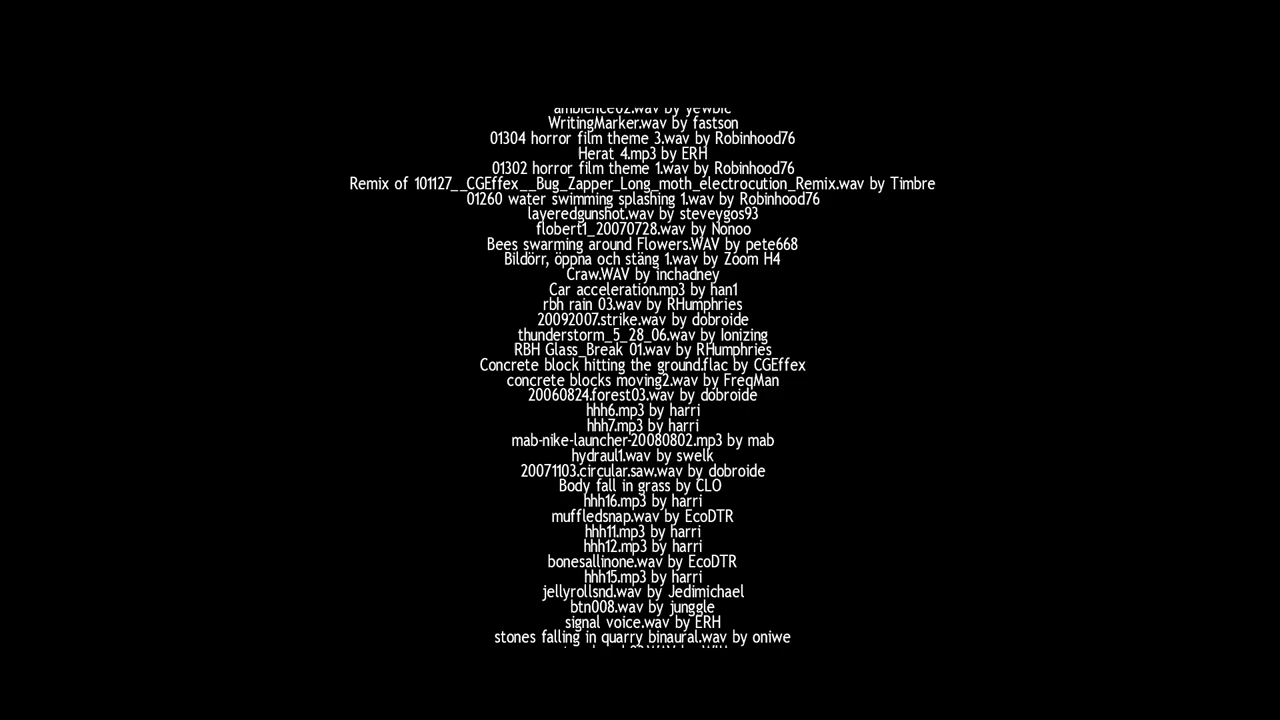 ambience02.wav by yewbic
WritingMarker.wav by fastson
01304 horror film theme 3.wav by Robinhood76
Herat 4.mp3 by ERH
01302 horror film theme 1.wav by Robinhood76
Remix of 101127__CGEffex__Bug_Zapper_Long_moth_electrocution_Remix.wav by Timbre
01260 water swimming splashing 1.wav by Robinhood76
layeredgunshot.wav by steveygos93
flobert1_20070728.wav by Nonoo
Bees swarming around Flowers.WAV by pete668
Bildörr, öppna och stäng 1.wav by Zoom H4
Craw.WAV by inchadney
Car acceleration.mp3 by han1
rbh rain 03.wav by RHumphries
20092007.strike.wav by dobroide
thunderstorm_5_28_06.wav by Ionizing
RBH Glass_Break 01.wav by RHumphries
Concrete block hitting the ground.flac by CGEffex
concrete blocks moving2.wav by FreqMan
20060824.forest03.wav by dobroide
hhh6.mp3 by harri
hhh7.mp3 by harri
mab-nike-launcher-20080802.mp3 by mab
hydraul1.wav by swelk
20071103.circular.saw.wav by dobroide
Body fall in grass by CLO
hhh16.mp3 by harri
muffledsnap.wav by EcoDTR
hhh11.mp3 by harri
hhh12.mp3 by harri
bonesallinone.wav by EcoDTR
hhh15.mp3 by harri
jellyrollsnd.wav by Jedimichael
btn008.wav by junggle
signal voice.wav by ERH
stones falling in quarry binaural.wav by oniwe